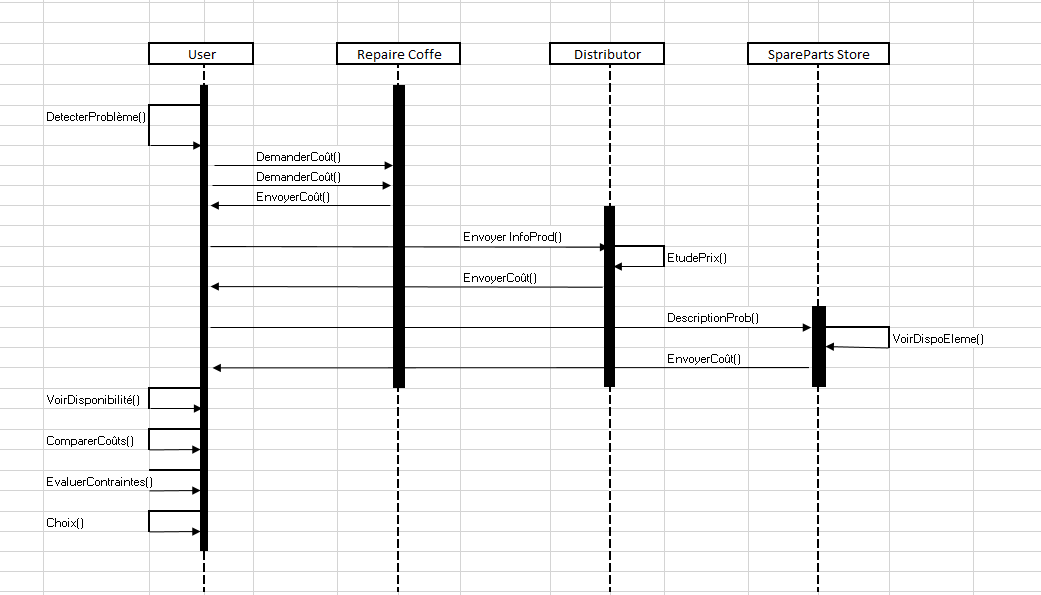 User
Repaire Coffe
Distributor
SpareParts Store
DetecterProblème()
DemanderCoût()
DemanderCoût()
EnvoyerCoût()
Envoyer InfoProd()
EtudePrix()
EnvoyerCoût()
DescriptionProb()
VoirDispoEleme()
EnvoyerCoût()
VoirDisponibilité()
ComparerCoûts()
EvaluerContraintes()
Choix()